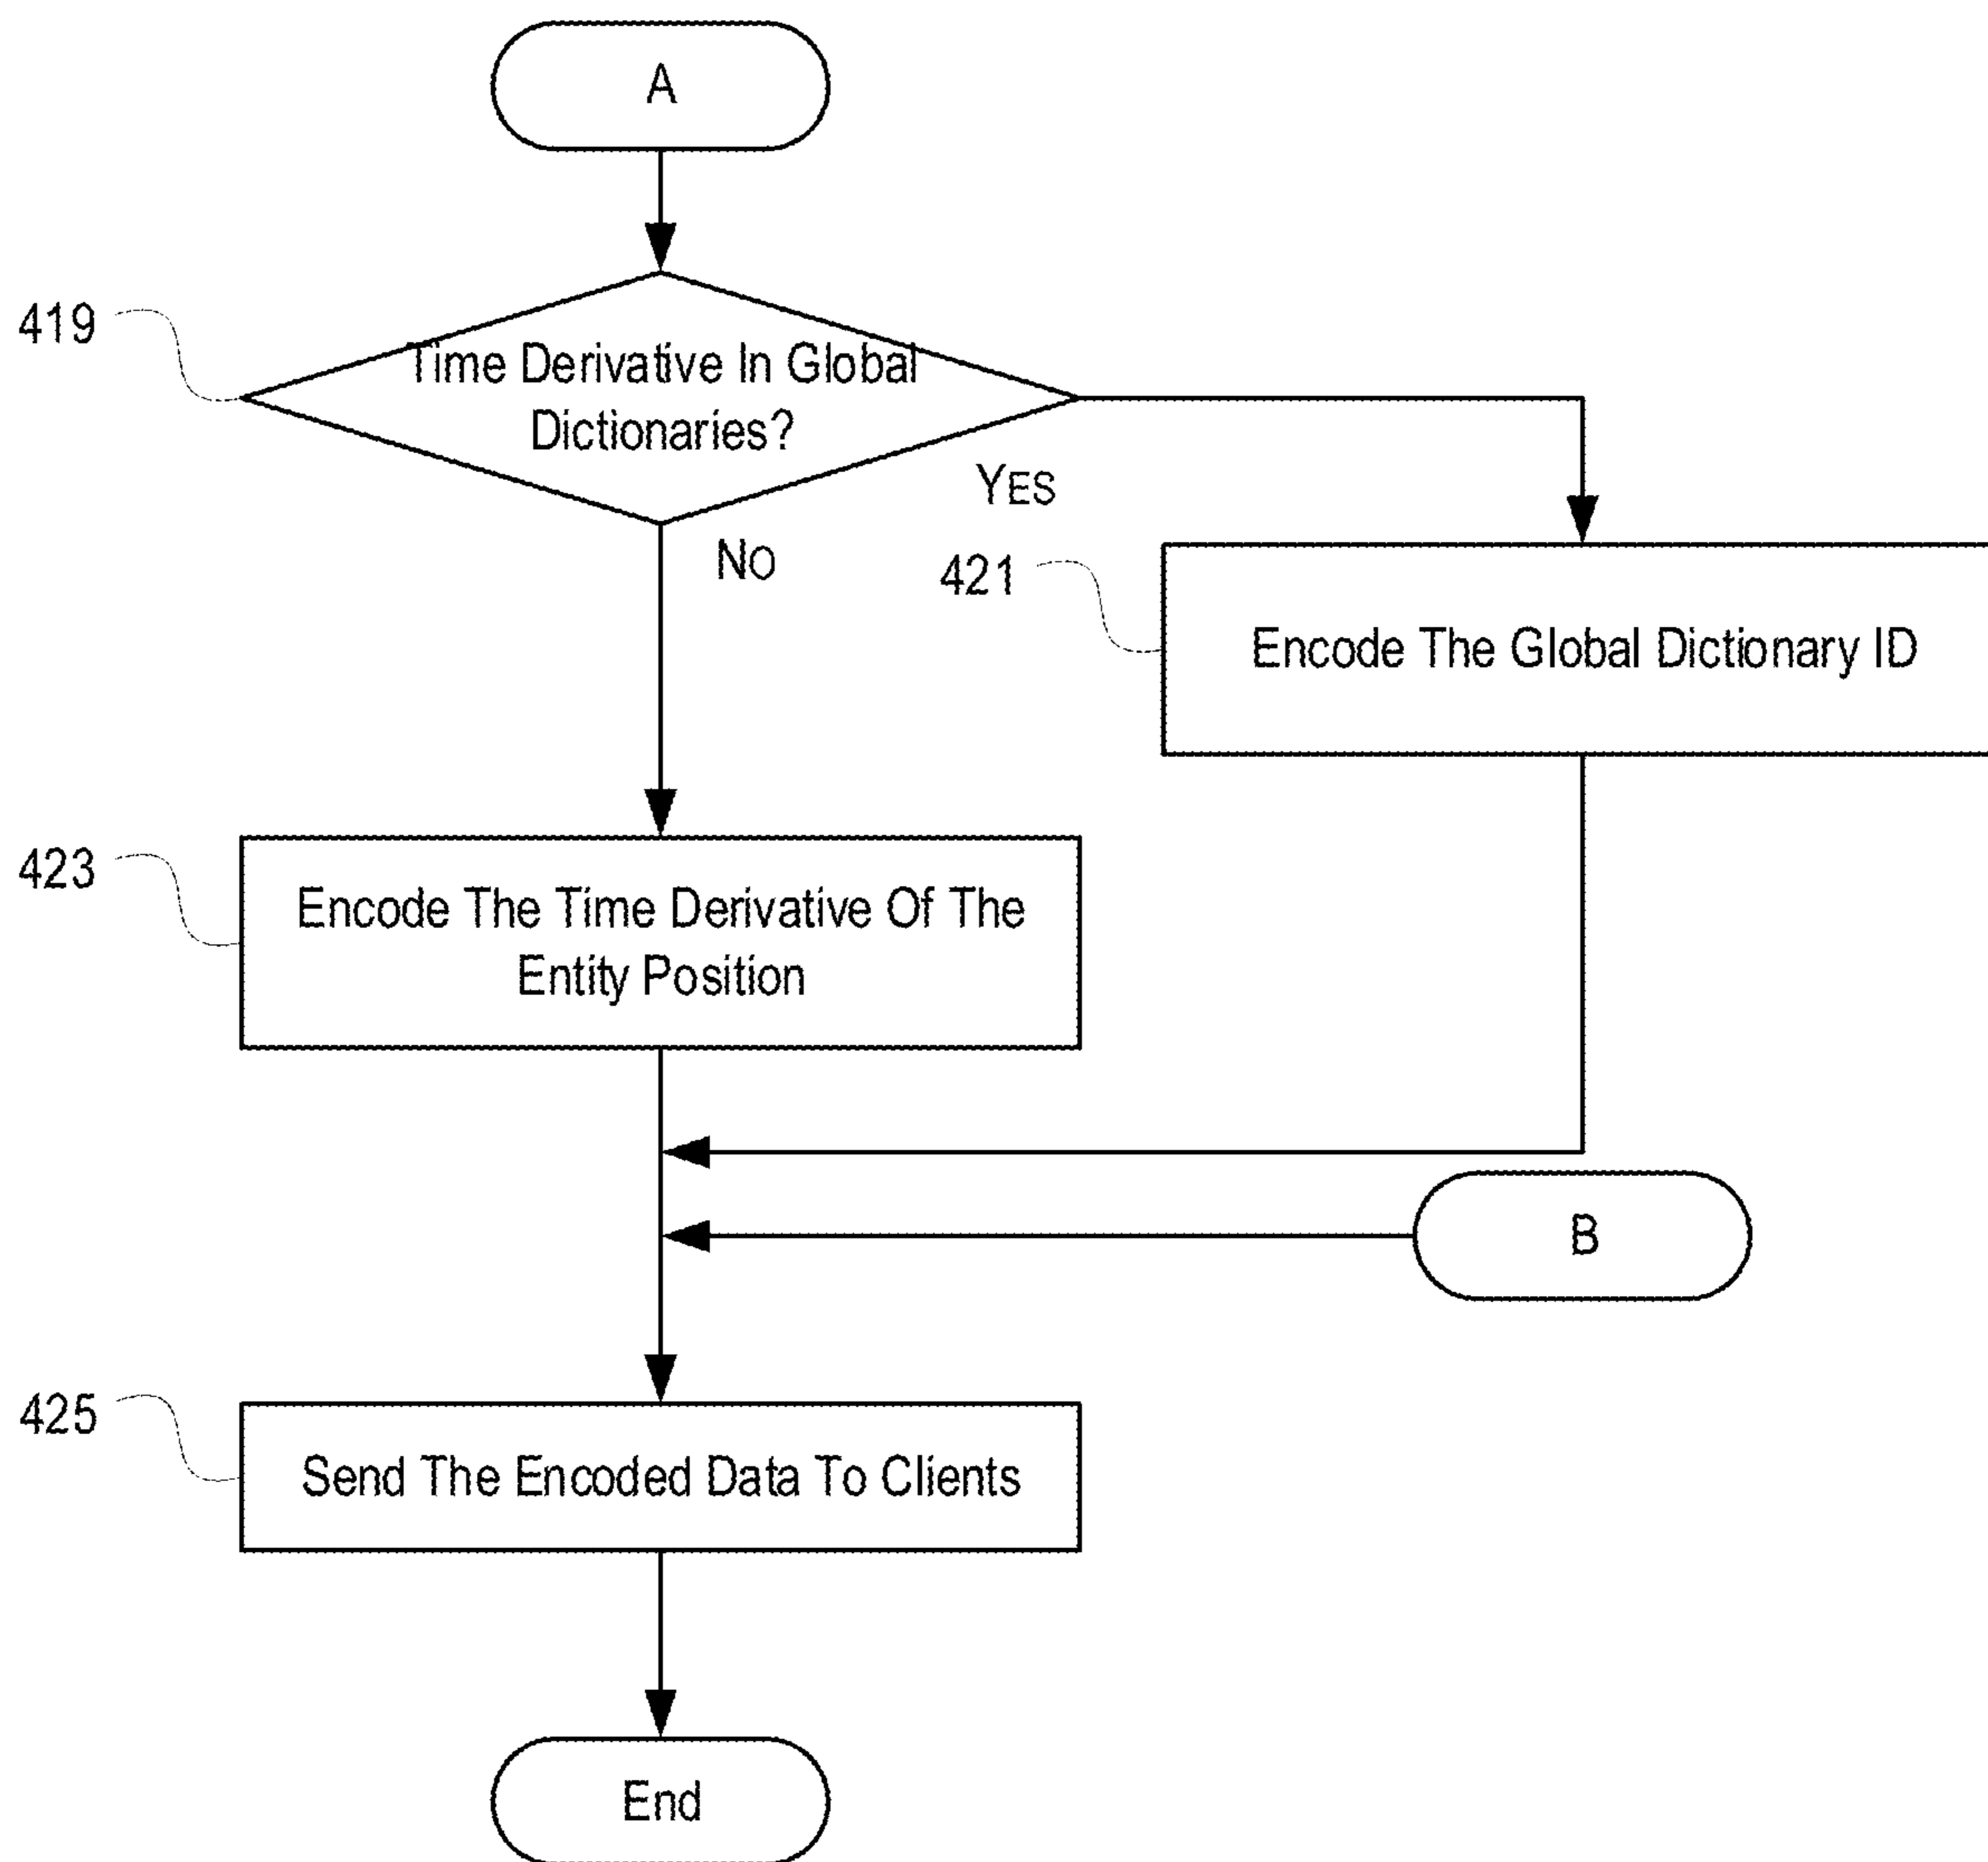 A
419
Time Derivative In Global
Dictionaries?
YES
NO
421
Encode The Global Dictionary ID
423
Encode The Time Derivative Of The
Entity Position
B
425
Send The Encoded Data To Clients
End